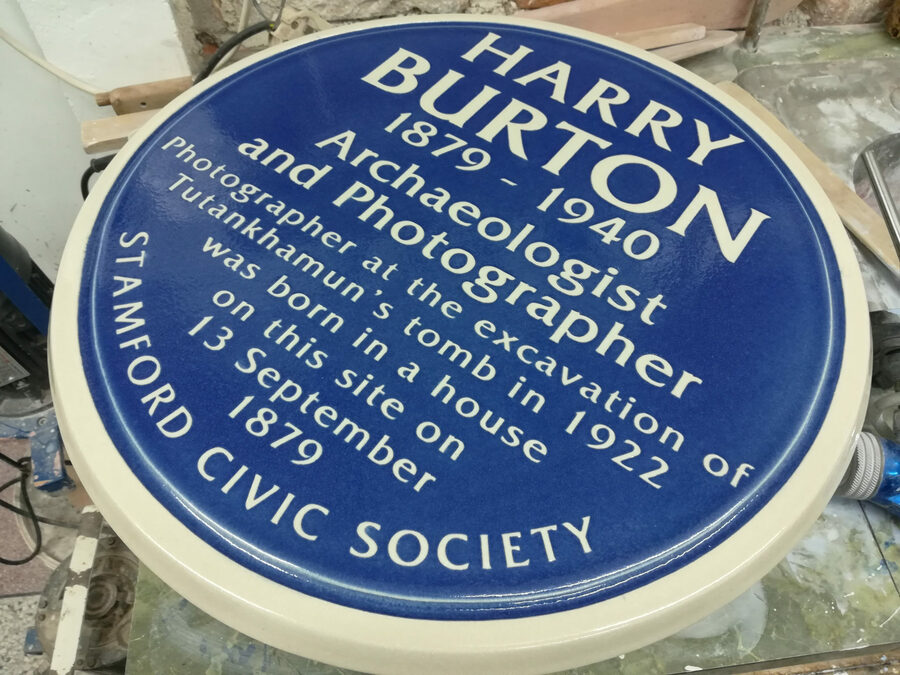 HARRY
BURTON
1879 - 1940
Archaeologist
and Photographer
Photographer at the excavation of
Tutankhamun's tomb in 1922
was born in a house
on this site on
13 September
1879
STAMFORD CIVIC SOCIETY